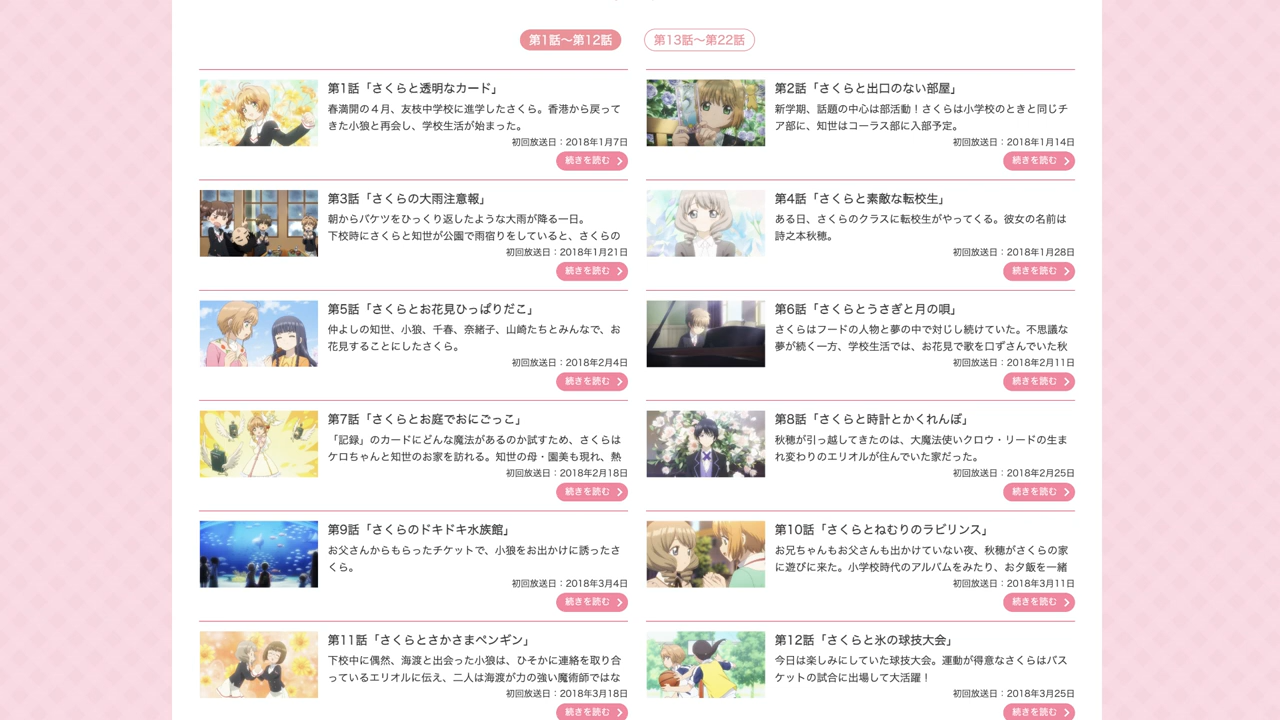 第1話〜第12話
第13話〜第22話
第1話「さくらと透明なカード」
春満開の４月、友枝中学校に進学したさくら。香港から戻って
きた小狼と再会し、学校生活が始まった。
初回放送日：2018年1月7日
続きを読む
第2話「さくらと出口のない部屋」
新学期、話題の中心は部活動！さくらは小学校のときと同じチ
ア部に、知世はコーラス部に入部予定。
初回放送日：2018年1月14日
続きを読む
第3話「さくらの大雨注意報」
朝からバケツをひっくり返したような大雨が降る一日。
下校時にさくらと知世が公園で雨宿りをしていると、さくらの
初回放送日：2018年1月21日
続きを読む
第4話「さくらと素敵な転校生」
ある日、さくらのクラスに転校生がやってくる。彼女の名前は
詩之本秋穂。
初回放送日：2018年1月28日
続きを読む
第5話「さくらとお花見ひっぱりだこ」
仲よしの知世、小狼、千春、奈緒子、山崎たちとみんなで、お
花見することにしたさくら。
初回放送日：2018年2月4日
続きを読む
第6話「さくらとうさぎと月の唄」
さくらはフードの人物と夢の中で対じし続けていた。不思議な
夢が続く一方、学校生活では、お花見で歌を口ずさんでいた秋
初回放送日：2018年2月11日
続きを読む
第7話「さくらとお庭でおにごっこ」
「記録」のカードにどんな魔法があるのか試すため、さくらは
ケロちゃんと知世のお家を訪れる。知世の母・園美も現れ、熱
初回放送日：2018年2月18日
続きを読む
第8話「さくらと時計とかくれんぼ」
秋穂が引っ越してきたのは、大魔法使いクロウ・リードの生ま
れ変わりのエリオルが住んでいた家だった。
初回放送日：2018年2月25日
続きを読む
第9話「さくらのドキドキ水族館」
お父さんからもらったチケットで、小狼をお出かけに誘ったさ
くら。
初回放送日：2018年3月4日
続きを読む
第10話「さくらとねむりのラビリンス」
お兄ちゃんもお父さんも出かけていない夜、秋穂がさくらの家
に遊びに来た。小学校時代のアルバムをみたり、お夕飯を一緒
初回放送日：2018年3月11日
続きを読む
第11話「さくらとさかさまペンギン」
下校中に偶然、海渡と出会った小狼は、ひそかに連絡を取り合
っているエリオルに伝え、二人は海渡が力の強い魔術師ではな
初回放送日：2018年3月18日
続きを読む
第12話「さくらと氷の球技大会」
今日は楽しみにしていた球技大会。運動が得意なさくらはバス
ケットの試合に出場して大活躍！
初回放送日：2018年3月25日
続きを読む